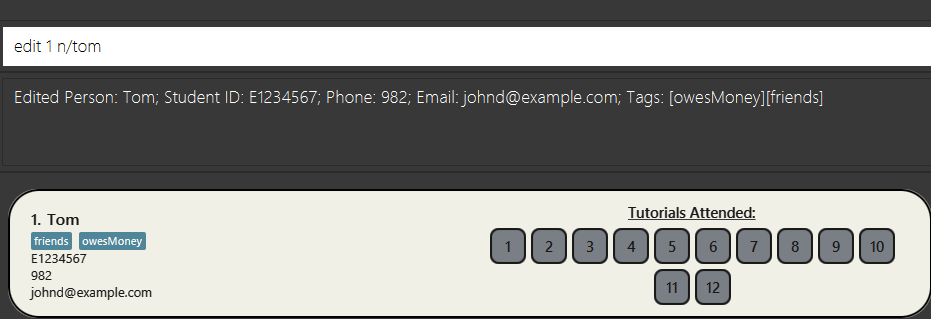 edit 1 n/tom
Edited Person: Tom; Student ID: E1234567; Phone: 982; Email: johnd@example.com; Tags: [owesMoney][friends]
1. Tom
friends owesMoney
E1234567
982
johnd@example.com
Tutorials Attended:
1 2 3 4 5 6 7 8 9 10
11 12